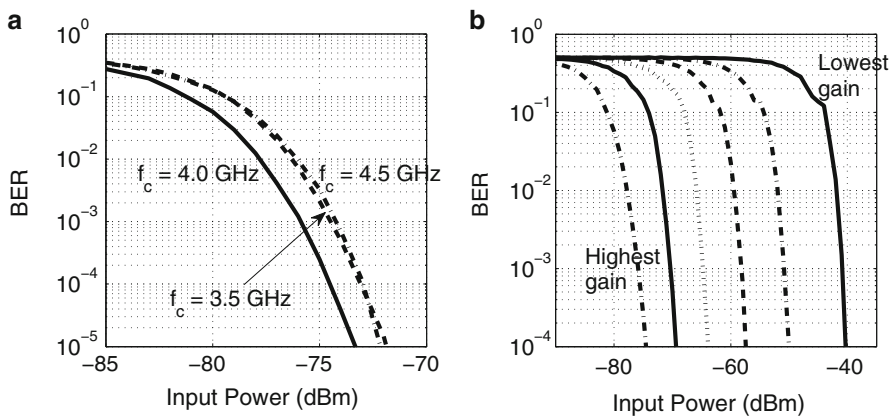 a
10^0
10^-1
10^-2
10^-3
10^-4
10^-5
BER
f_c = 4.0 GHz
f_c = 4.5 GHz
f_c = 3.5 GHz
−85
−80
−75
−70
Input Power (dBm)
b
10^0
10^-1
10^-2
10^-3
10^-4
BER
Lowest
gain
Highest
gain
−80
−60
−40
Input Power (dBm)